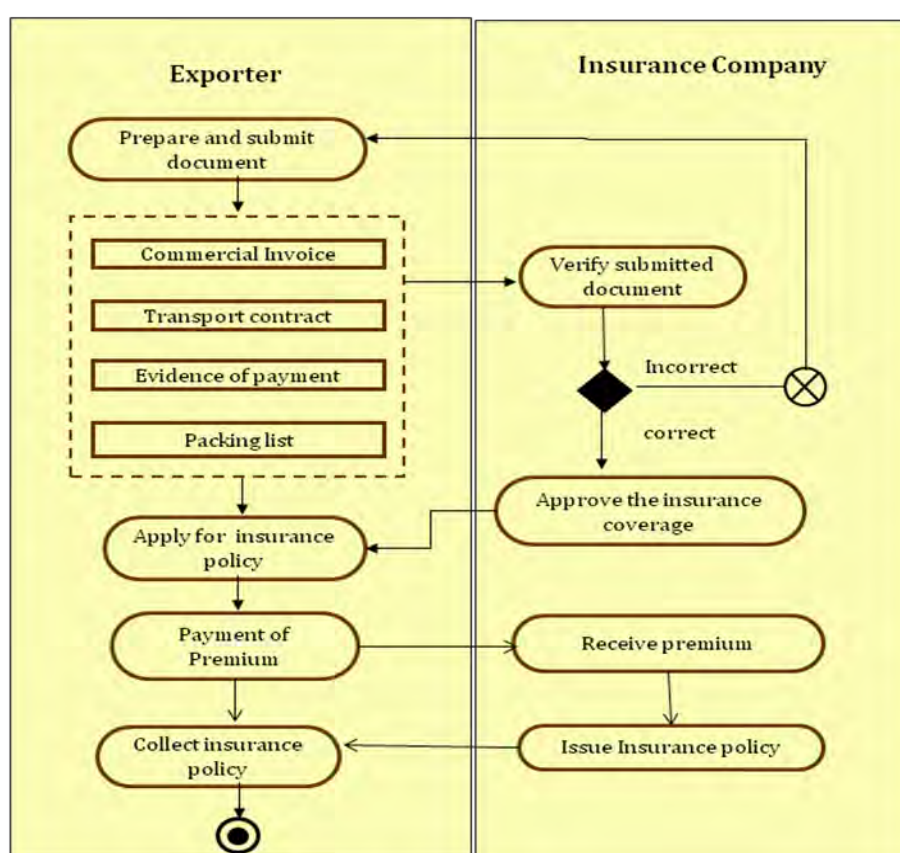 Exporter
Insurance Company
Prepare and submit
document
Commercial Invoice
Transport contract
Evidence of payment
Packing list
Verify submitted
document
Incorrect
correct
Approve the insurance
coverage
Apply for insurance
policy
Payment of
Premium
Receive premium
Collect insurance
policy
Issue Insurance policy